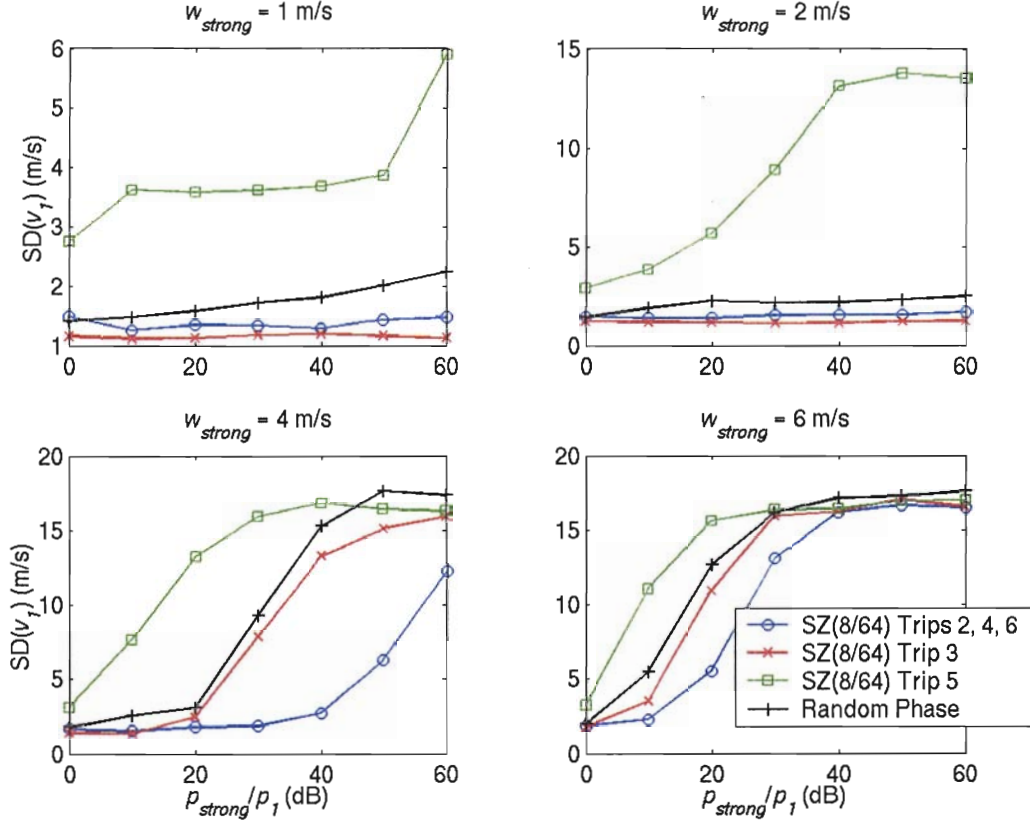 w_strong = 1 m/s
6
5
4
3
2
1
SD(v_1) (m/s)
0 20 40 60
w_strong = 2 m/s
15
10
5
0
0 20 40 60
w_strong = 4 m/s
20
15
10
5
0
SD(v_1) (m/s)
0 20 40 60
p_strong/p_1 (dB)
w_strong = 6 m/s
20
15
10
5
0
0 20 40 60
p_strong/p_1 (dB)
SZ(8/64) Trips 2, 4, 6
SZ(8/64) Trip 3
SZ(8/64) Trip 5
Random Phase